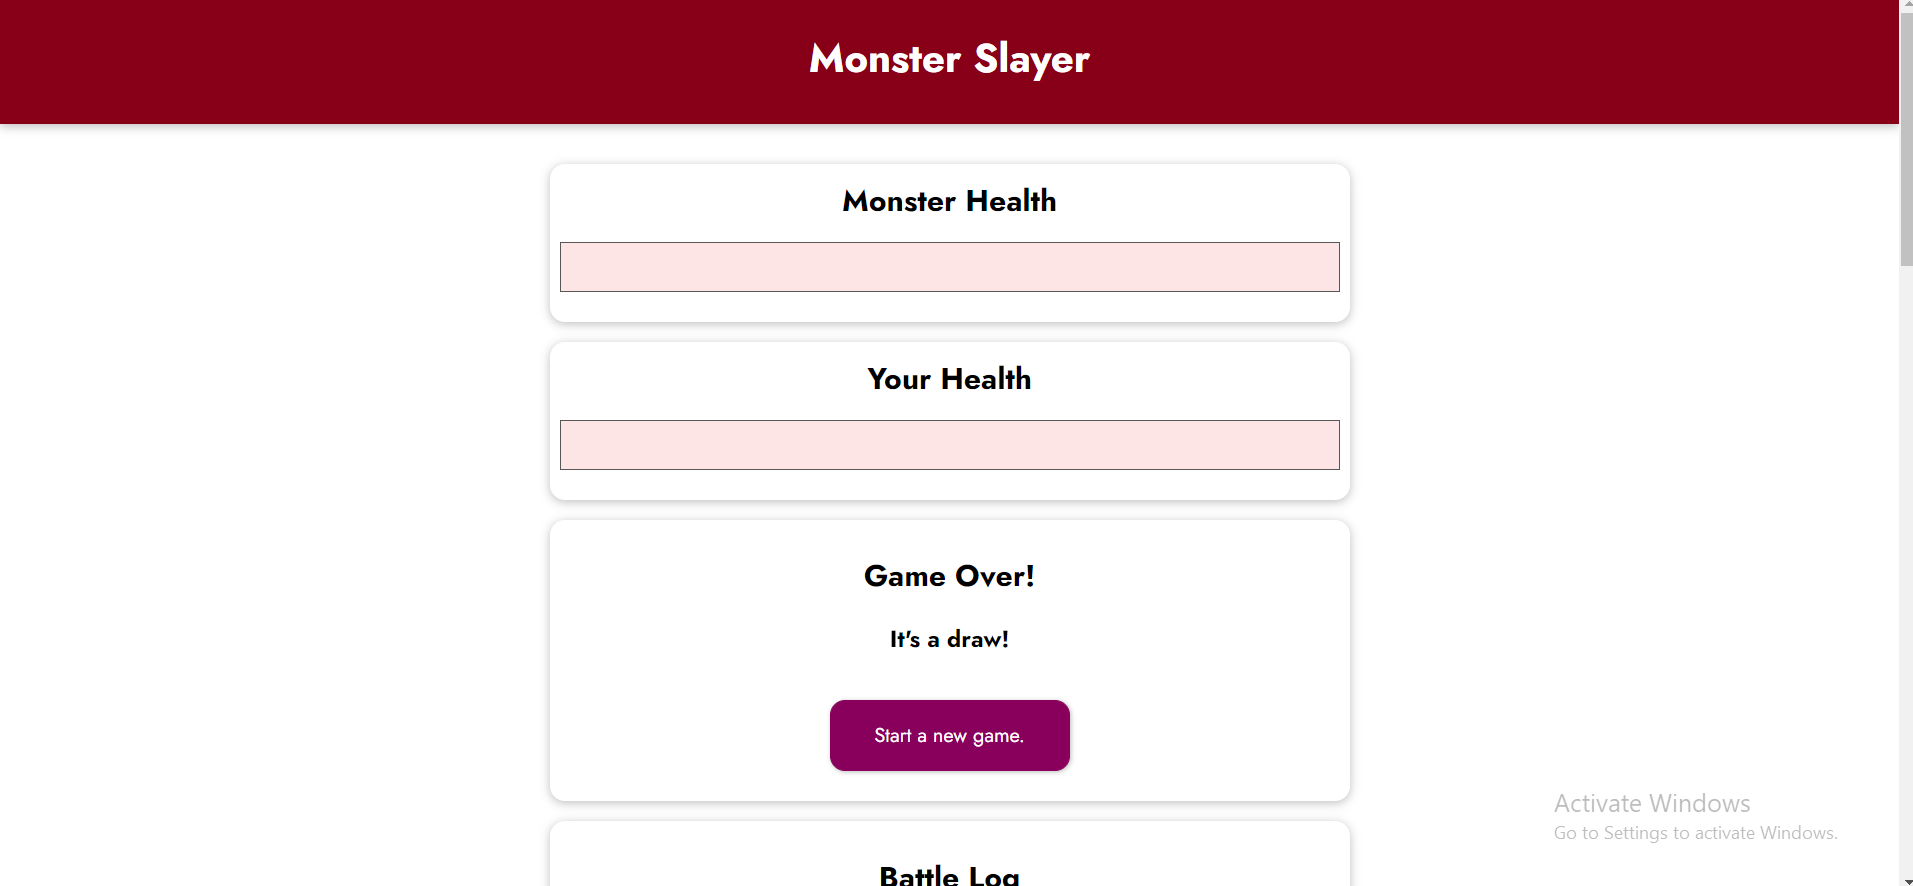 Monster Slayer
Monster Health
Your Health
Game Over!
It's a draw!
Start a new game.
Activate Windows
Go to Settings to activate Windows.
Battle Log